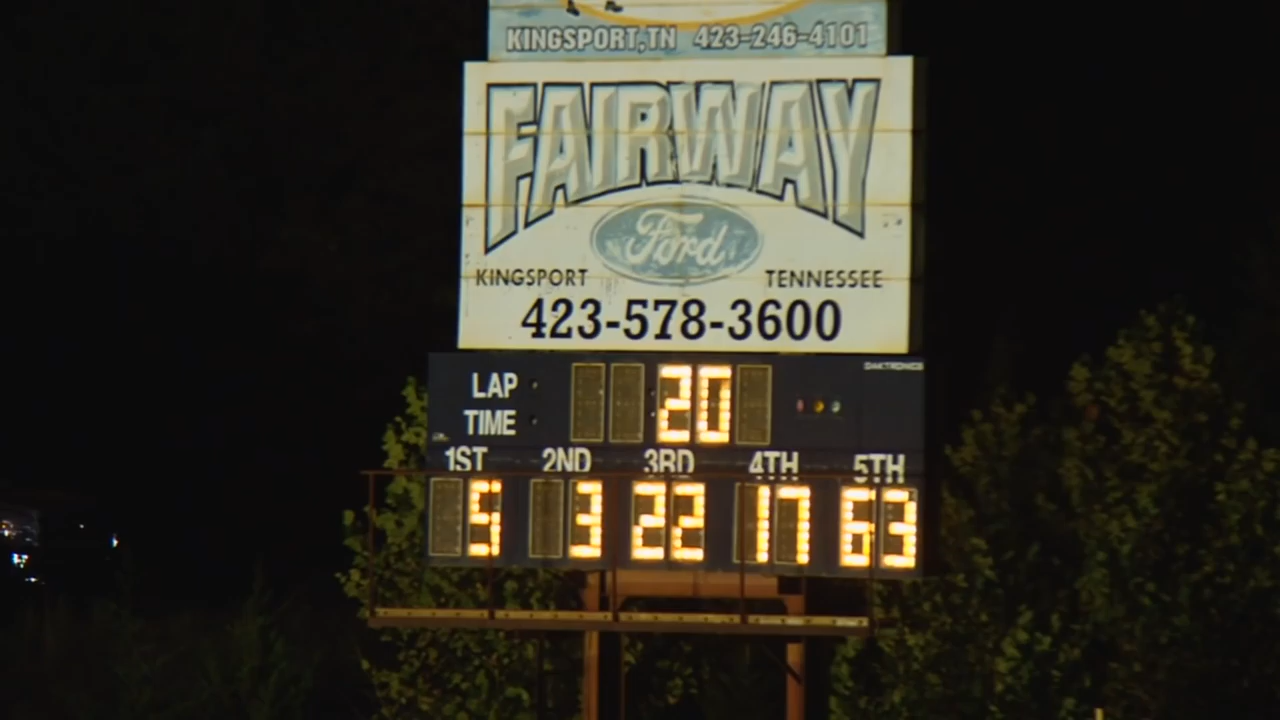 KINGSPORT,TN 423-246-4101
FAIRWAY
Ford
KINGSPORT TENNESSEE
423-578-3600
DAKTRONICS
LAP 20
TIME
1ST 2ND 3RD 4TH 5TH
5 3 22 17 63